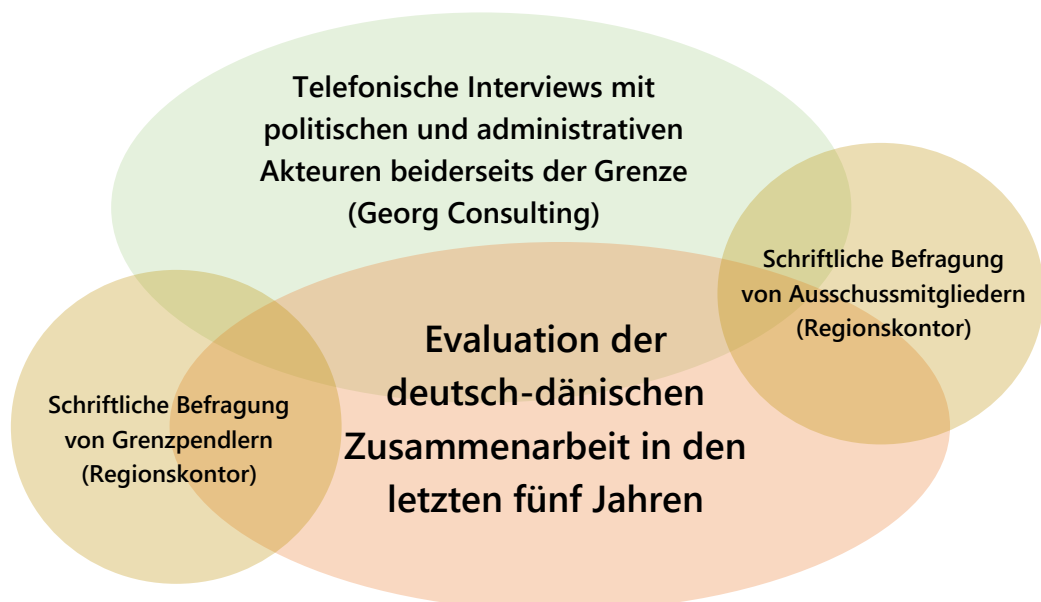 Telefonische Interviews mit
politischen und administrativen
Akteuren beiderseits der Grenze
(Georg Consulting)
Schriftliche Befragung
von Ausschussmitgliedern
(Regionskontor)
Evaluation der
deutsch-dänischen
Zusammenarbeit in den
letzten fünf Jahren
Schriftliche Befragung
von Grenzpendlern
(Regionskontor)